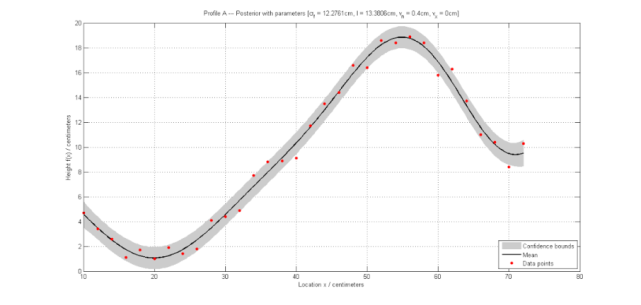 Profile A — Posterior with parameters [σf = 12.2761cm, l = 13.3806cm, vn = 0.4cm, vx = 0cm]
20
18
16
14
12
10
8
6
4
2
0
Height f(x) / centimeters
10 20 30 40 50 60 70 80
Location x / centimeters
Confidence bounds
Mean
Data points